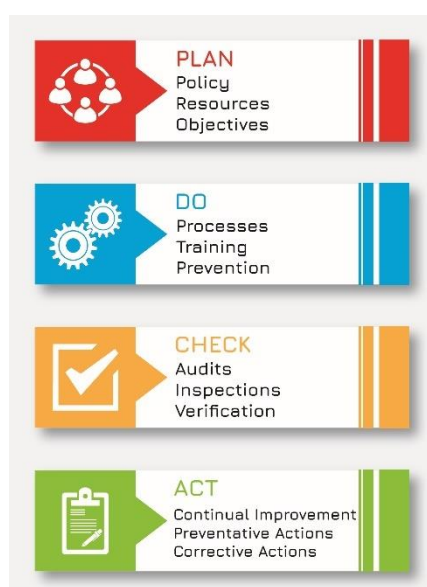 PLAN
Policy
Resources
Objectives
DO
Processes
Training
Prevention
CHECK
Audits
Inspections
Verification
ACT
Continual Improvement
Preventative Actions
Corrective Actions